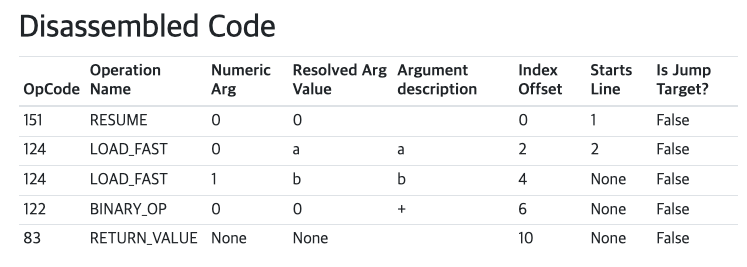 Disassembled Code
OpCode Operation Name Numeric Arg Resolved Arg Value Argument description Index Offset Starts Line Is Jump Target?
151 RESUME 0 0 0 1 False
124 LOAD_FAST 0 a a 2 2 False
124 LOAD_FAST 1 b b 4 None False
122 BINARY_OP 0 0 + 6 None False
83 RETURN_VALUE None None 10 None False